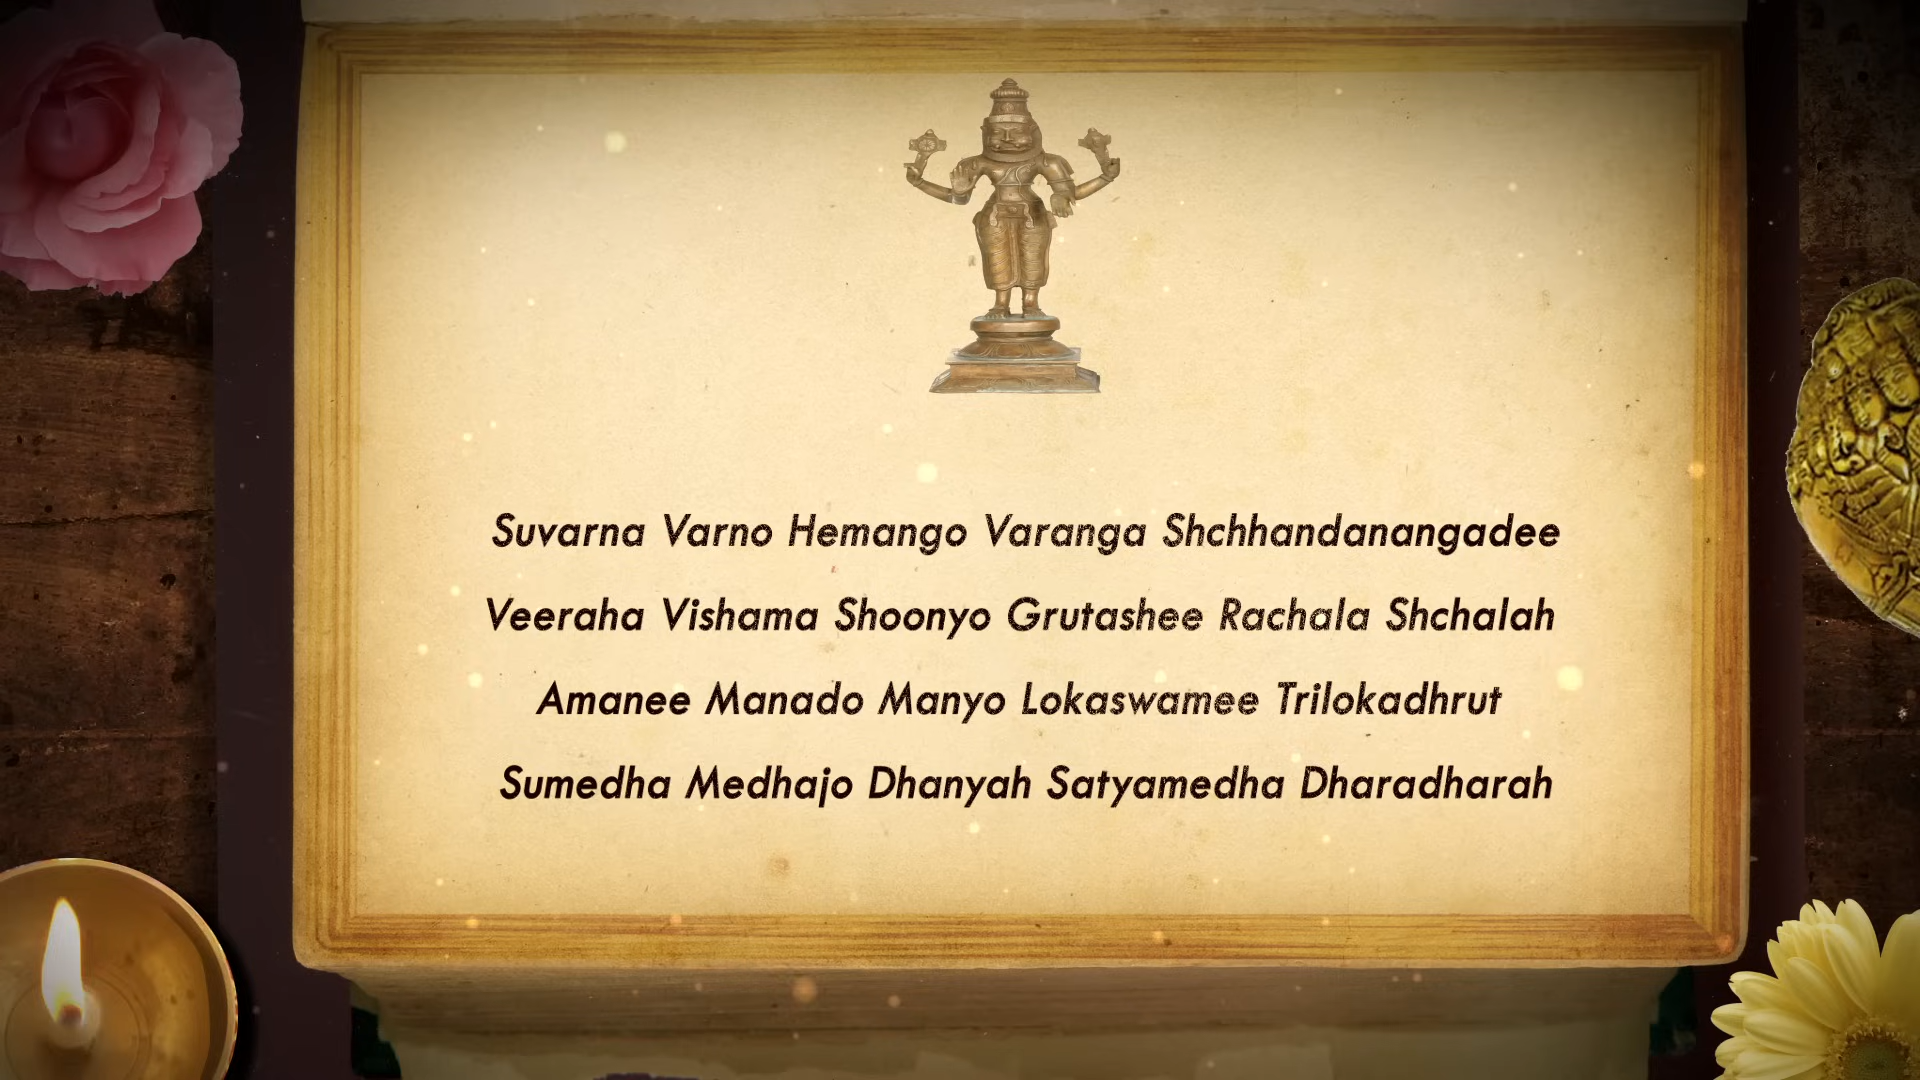 Suvarna Varno Hemango Varanga Shchhandanangadee
Veeraha Vishama Shoonyo Grutashee Rachala Shchalah
Amanee Manado Manyo Lokaswamee Trilokadhrut
Sumedha Medhajo Dhanyah Satyamedha Dharadharah